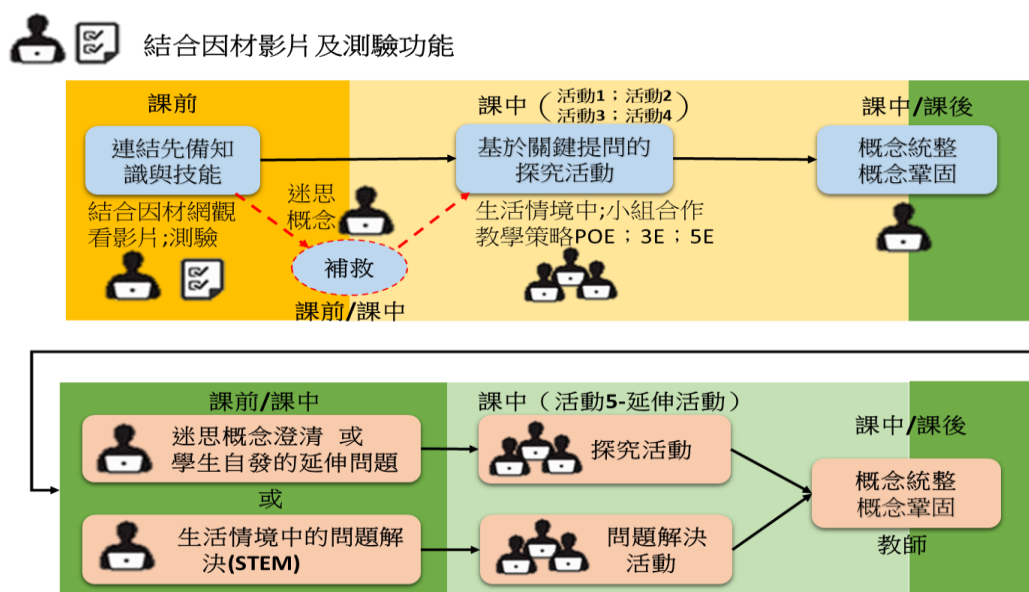 結合因材影片及測驗功能
課前
連結先備知
識與技能
結合因材網觀
看影片;測驗
迷思
概念
補救
課前/課中
課中（活動1；活動2
活動3；活動4）
基於關鍵提問的
探究活動
生活情境中;小組合作
教學策略POE；3E；5E
課中/課後
概念統整
概念鞏固
課前/課中
迷思概念澄清 或
學生自發的延伸問題
或
生活情境中的問題解
決(STEM)
課中（活動5-延伸活動）
探究活動
問題解決
活動
課中/課後
概念統整
概念鞏固
教師